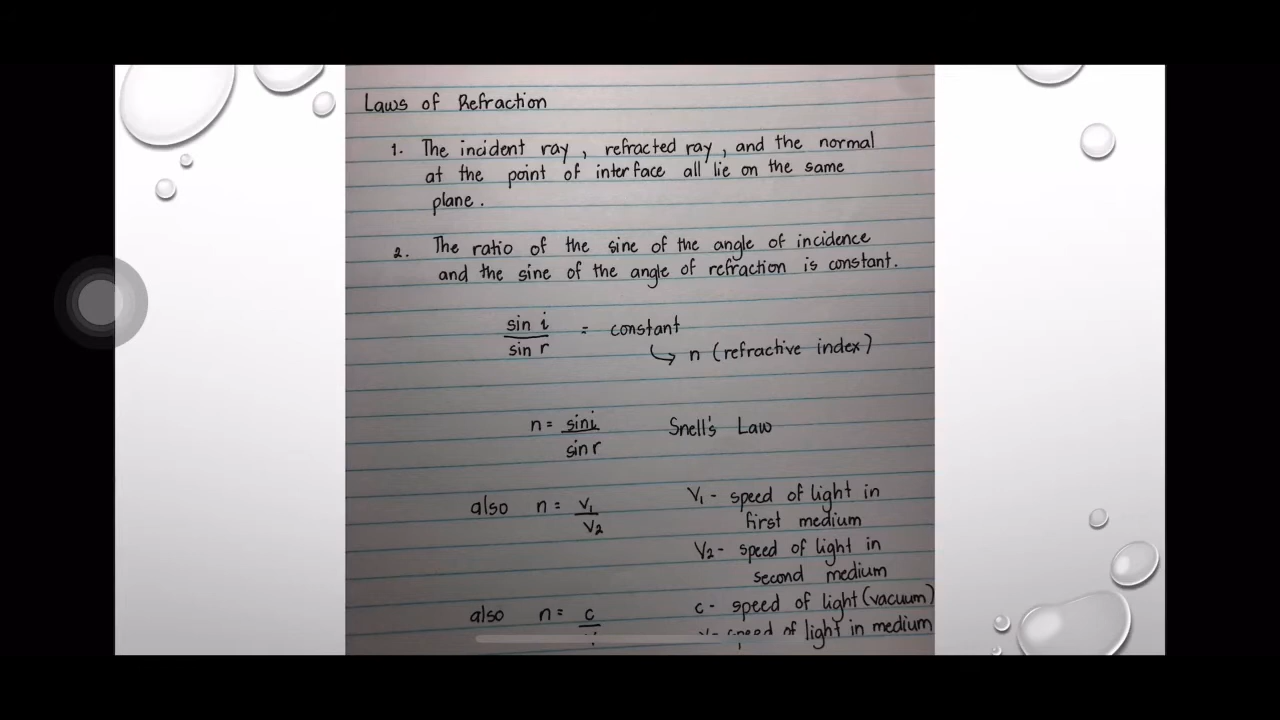 Laws of Refraction
1. The incident ray, refracted ray, and the normal
at the point of interface all lie on the same
plane.
2. The ratio of the sine of the angle of incidence
and the sine of the angle of refraction is constant.
sin i
= constant
sin r
n (refractive index)
n = sin i Snell's Law
sin r
also n = V₁
V₂
V₁ - speed of light in
first medium
V₂ - speed of light in
second medium
also n = c
c - speed of light (vacuum)
speed of light in medium